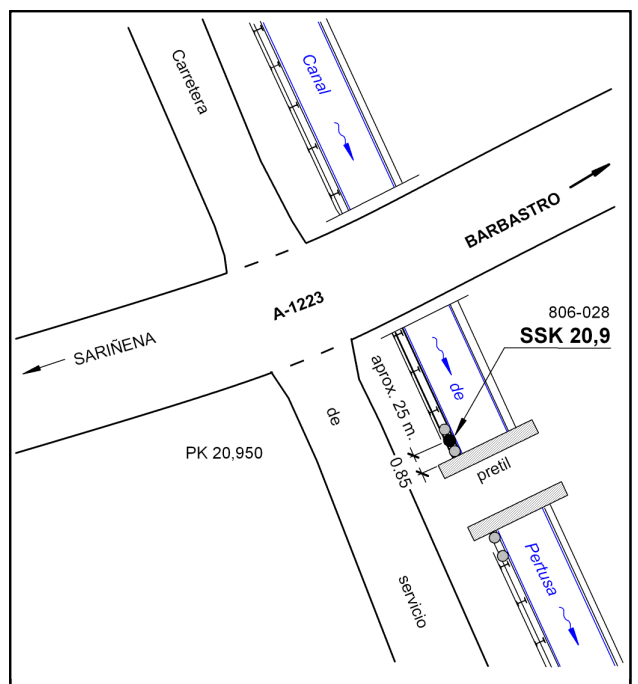 Carretera
Canal
BARBASTRO
A-1223
SARIÑENA
806-028
SSK 20,9
de
aprox. 25 m.
de
PK 20,950
0.85
pretil
servicio
Pertusa